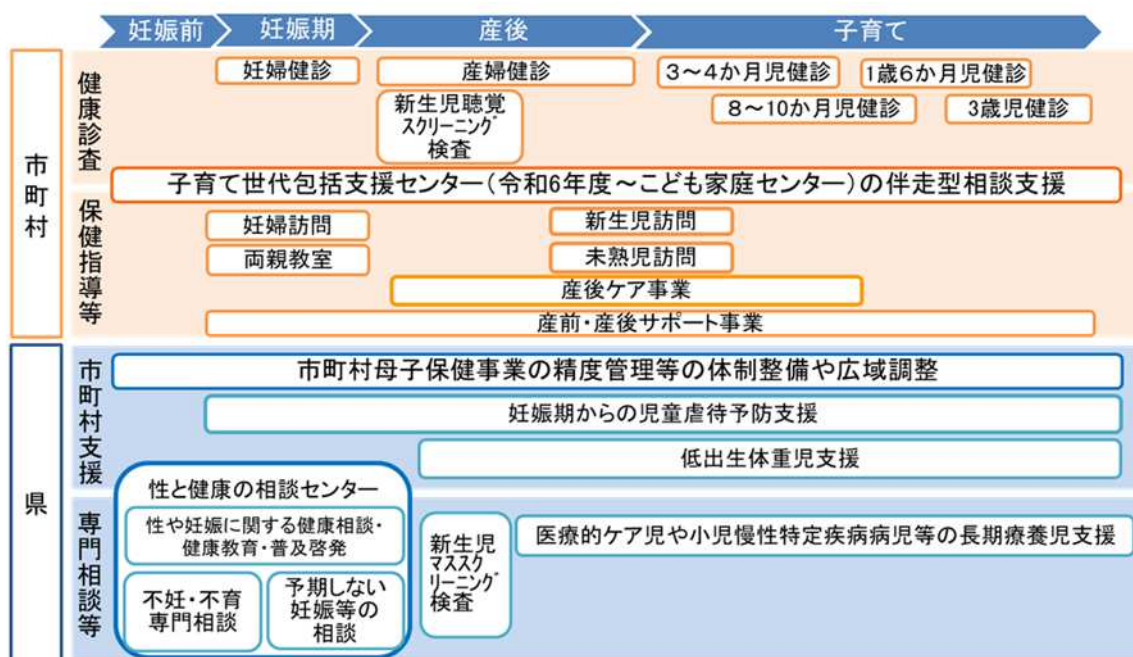 妊娠前
妊娠期
産後
子育て
市町村
健康診査
妊婦健診
産婦健診
3～4か月児健診
1歳6か月児健診
新生児聴覚
スクリーニング
検査
8～10か月児健診
3歳児健診
子育て世代包括支援センター（令和6年度～こども家庭センター）の伴走型相談支援
保健指導等
妊婦訪問
新生児訪問
両親教室
未熟児訪問
産後ケア事業
産前・産後サポート事業
県
市町村支援
市町村母子保健事業の精度管理等の体制整備や広域調整
妊娠期からの児童虐待予防支援
低出生体重児支援
専門相談等
性と健康の相談センター
性や妊娠に関する健康相談・
健康教育・普及啓発
不妊・不育
専門相談
予期しない
妊娠等の
相談
新生児
マススク
リーニング
検査
医療的ケア児や小児慢性特定疾病病児等の長期療養児支援